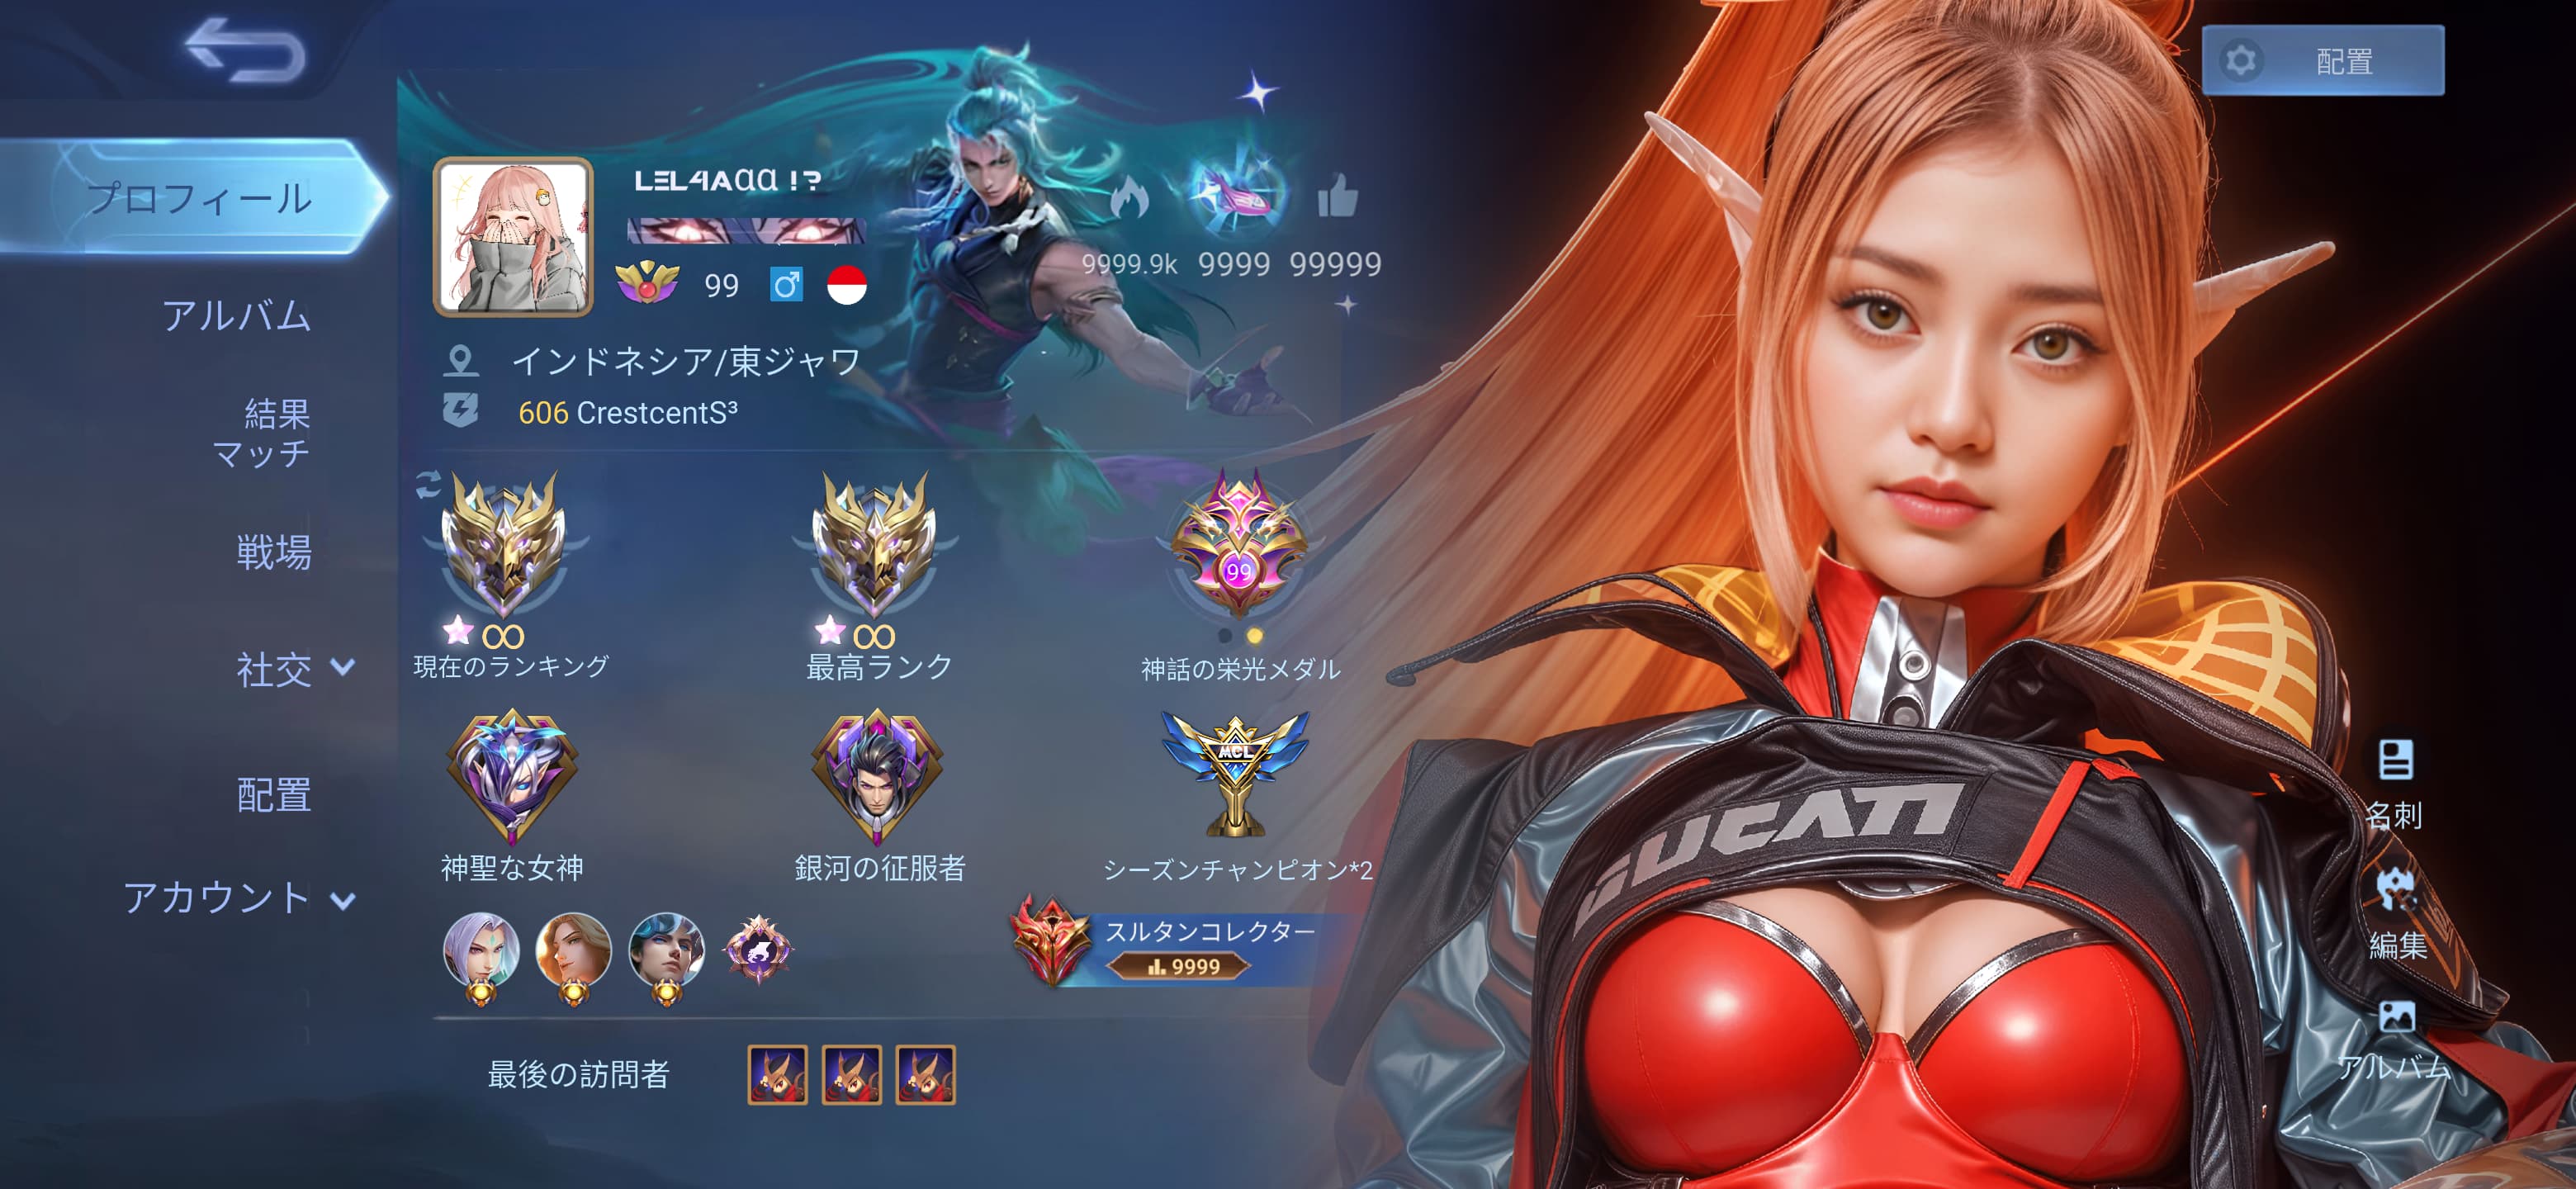 配置
プロフィール
アルバム
結果
マッチ
戦場
社交
配置
アカウント
LEL4Aαα !?
99
9999.9k 9999 99999
インドネシア/東ジャワ
606 CrestcentS³
99
∞
∞
現在のランキング
最高ランク
神話の栄光メダル
MCL
神聖な女神
銀河の征服者
シーズンチャンピオン*2
スルタンコレクター
9999
最後の訪問者
DUCATI
名刺
編集
アルバム